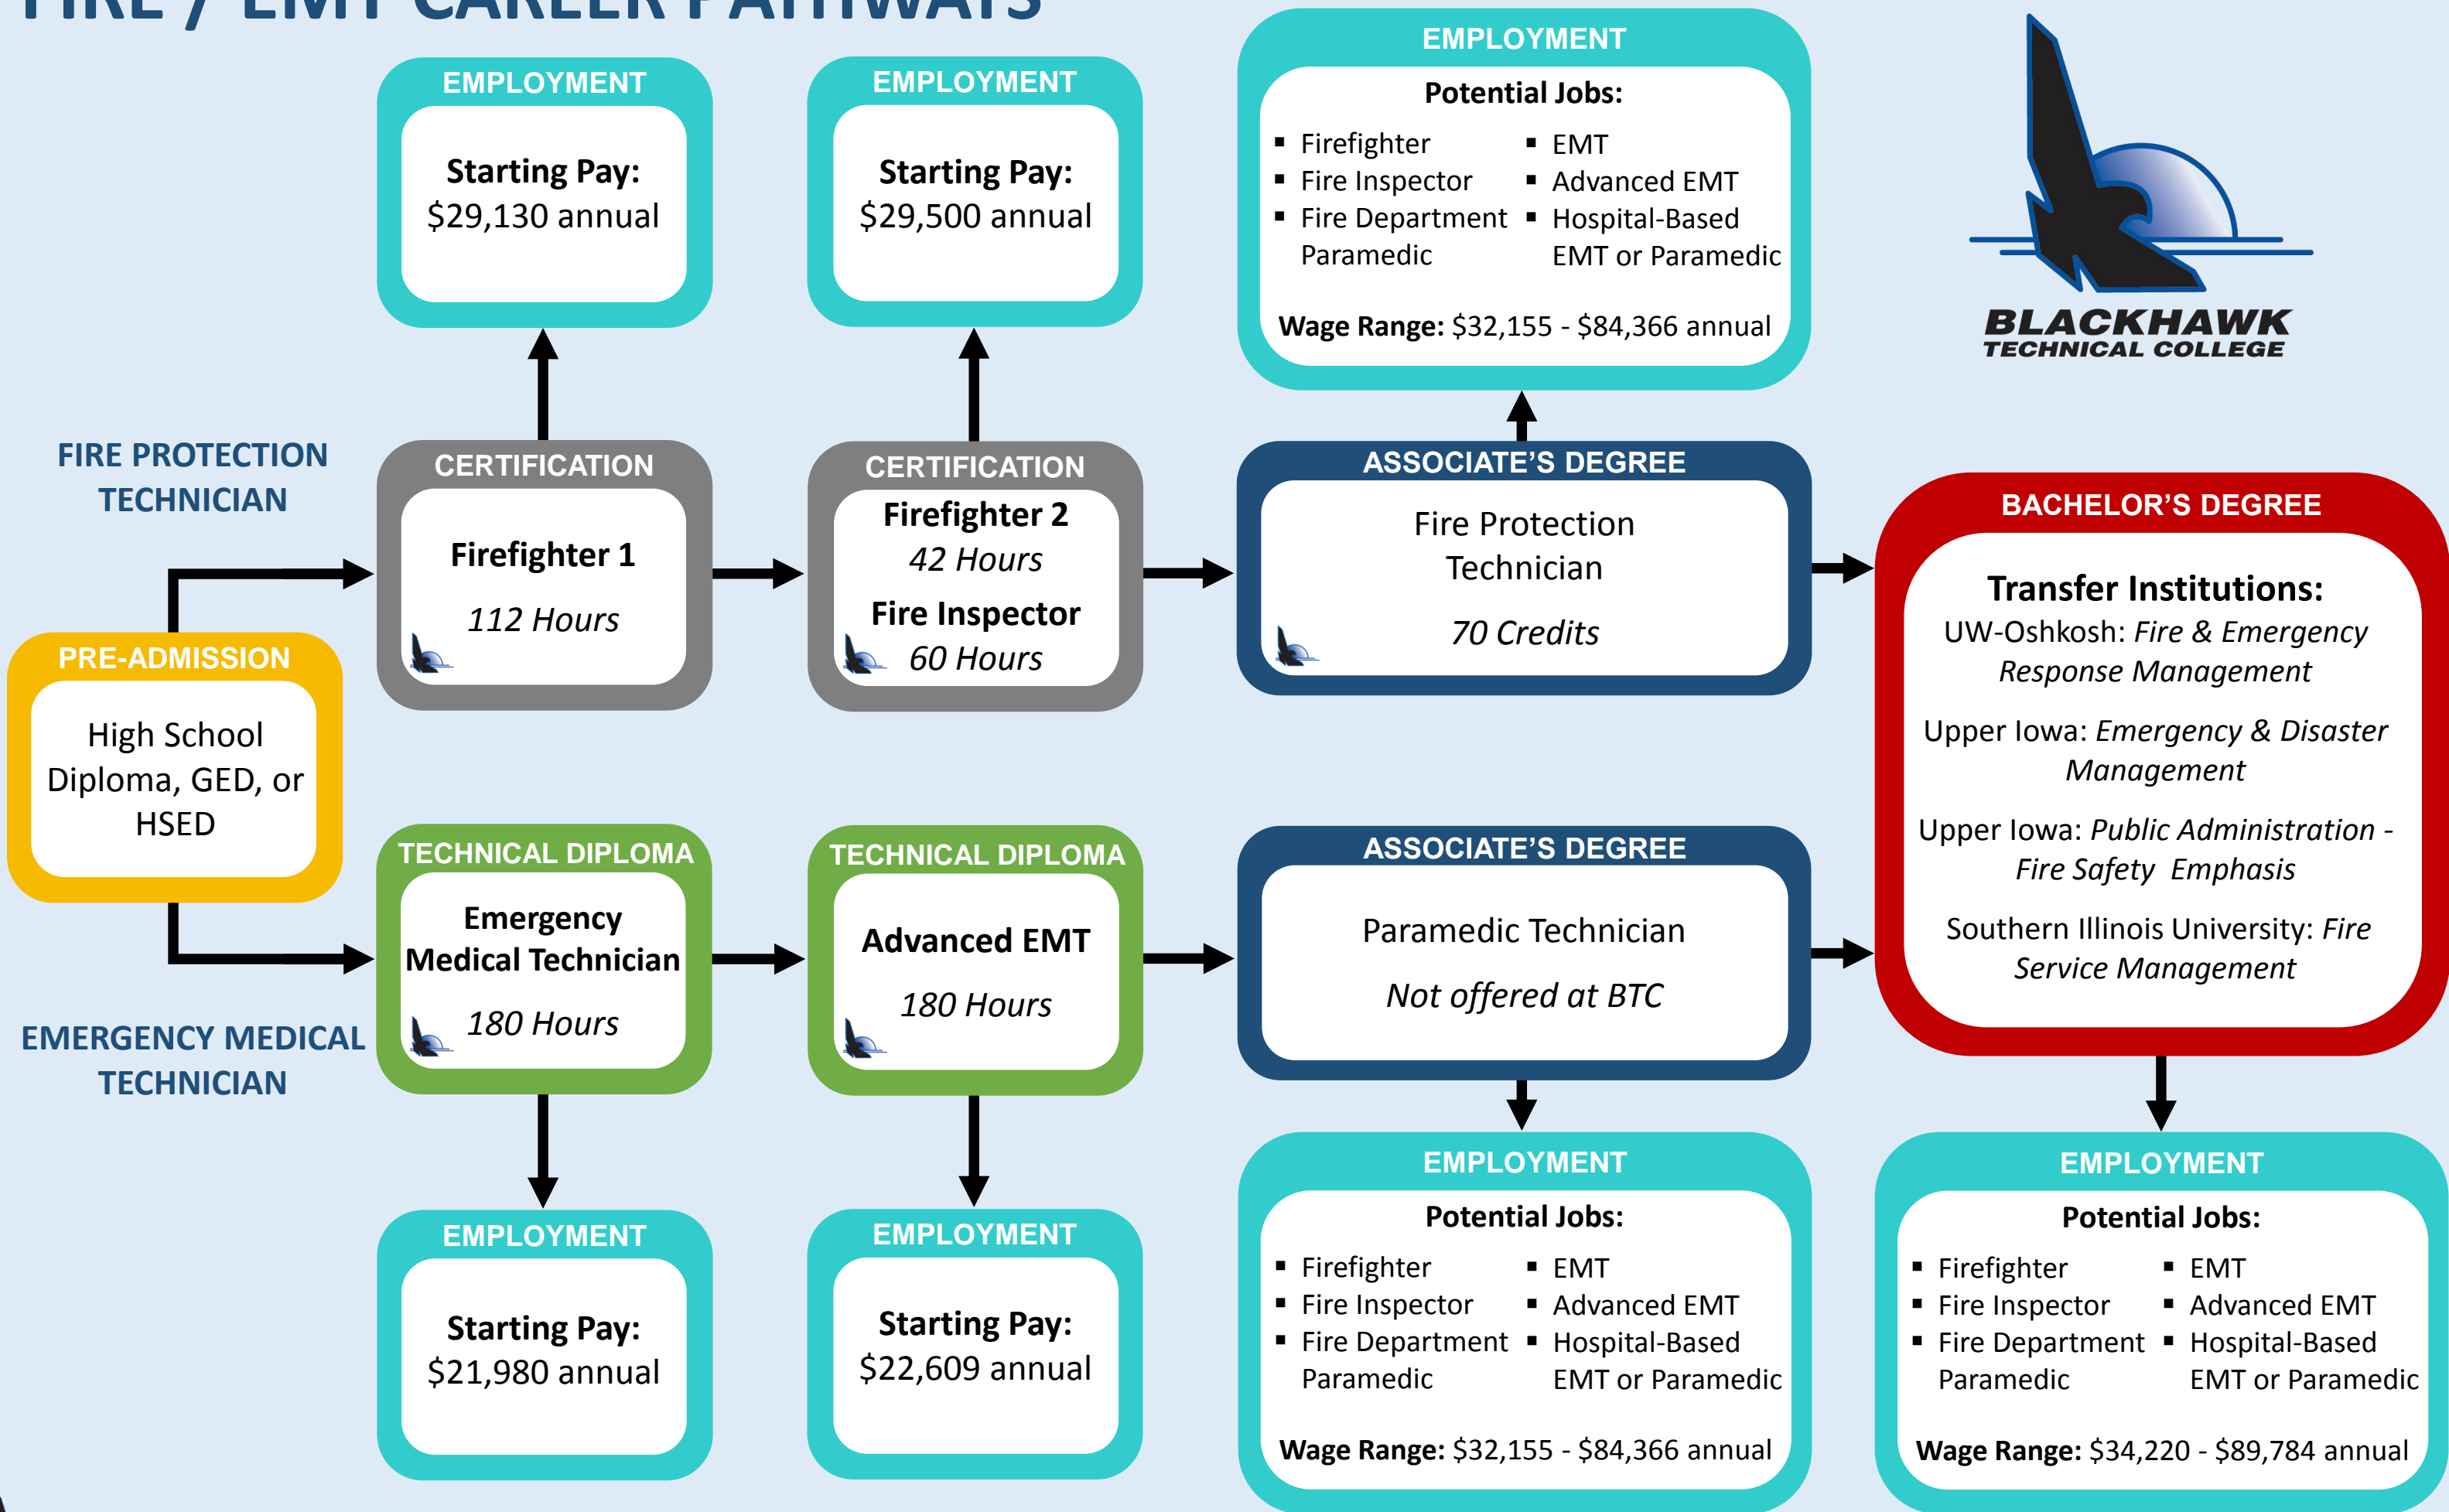 FIRE / EMT CAREER PATHWAYS
EMPLOYMENT
Starting Pay:
$29,130 annual
EMPLOYMENT
Starting Pay:
$29,500 annual
EMPLOYMENT
Potential Jobs:
▪ Firefighter
▪ Fire Inspector
▪ Fire Department
Paramedic
▪ EMT
▪ Advanced EMT
▪ Hospital-Based
EMT or Paramedic
Wage Range: $32,155 - $84,366 annual
BLACKHAWK
TECHNICAL COLLEGE
FIRE PROTECTION
TECHNICIAN
CERTIFICATION
Firefighter 1
112 Hours
CERTIFICATION
Firefighter 2
42 Hours
Fire Inspector
60 Hours
ASSOCIATE'S DEGREE
Fire Protection
Technician
70 Credits
BACHELOR'S DEGREE
Transfer Institutions:
UW-Oshkosh: Fire & Emergency
Response Management
Upper Iowa: Emergency & Disaster
Management
Upper Iowa: Public Administration -
Fire Safety Emphasis
Southern Illinois University: Fire
Service Management
PRE-ADMISSION
High School
Diploma, GED, or
HSED
EMERGENCY MEDICAL
TECHNICIAN
TECHNICAL DIPLOMA
Emergency
Medical Technician
180 Hours
TECHNICAL DIPLOMA
Advanced EMT
180 Hours
ASSOCIATE'S DEGREE
Paramedic Technician
Not offered at BTC
EMPLOYMENT
Starting Pay:
$21,980 annual
EMPLOYMENT
Starting Pay:
$22,609 annual
EMPLOYMENT
Potential Jobs:
▪ Firefighter
▪ Fire Inspector
▪ Fire Department
Paramedic
▪ EMT
▪ Advanced EMT
▪ Hospital-Based
EMT or Paramedic
Wage Range: $32,155 - $84,366 annual
EMPLOYMENT
Potential Jobs:
▪ Firefighter
▪ Fire Inspector
▪ Fire Department
Paramedic
▪ EMT
▪ Advanced EMT
▪ Hospital-Based
EMT or Paramedic
Wage Range: $34,220 - $89,784 annual